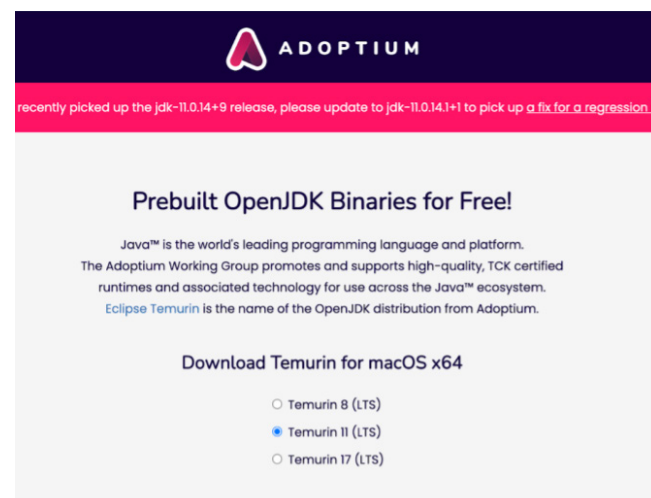 ADOPTIUM
recently picked up the jdk-11.0.14+9 release, please update to jdk-11.0.14.1+1 to pick up a fix for a regression
Prebuilt OpenJDK Binaries for Free!
Java™ is the world's leading programming language and platform.
The Adoptium Working Group promotes and supports high-quality, TCK certified
runtimes and associated technology for use across the Java™ ecosystem.
Eclipse Temurin is the name of the OpenJDK distribution from Adoptium.
Download Temurin for macOS x64
Temurin 8 (LTS)
Temurin 11 (LTS)
Temurin 17 (LTS)